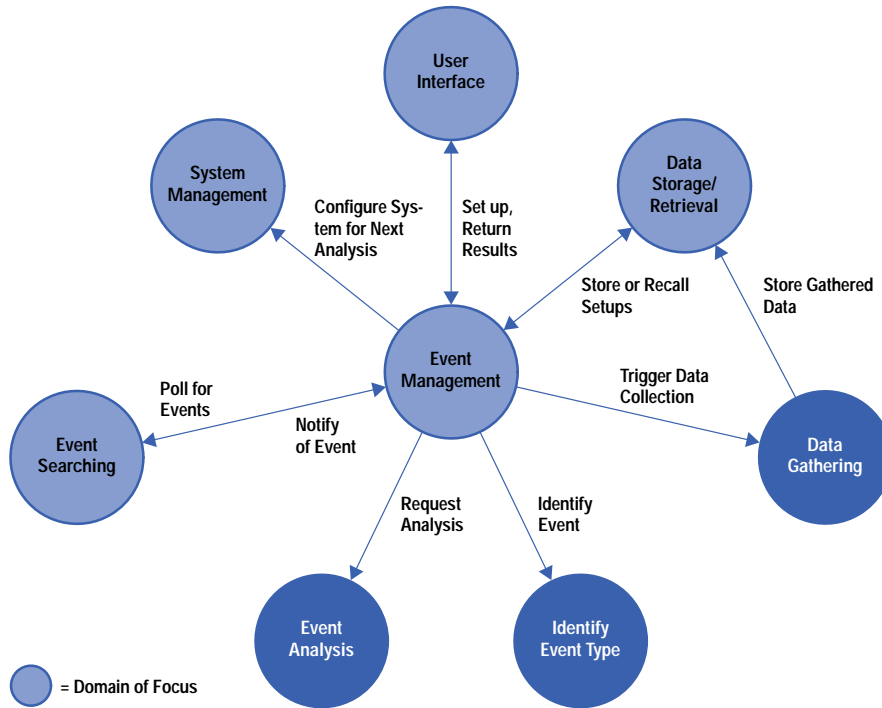 User
Interface
System
Management
Data
Storage/
Retrieval
Configure Sys-
tem for Next
Analysis
Set up,
Return
Results
Store or Recall
Setups
Store Gathered
Data
Event
Management
Poll for
Events
Notify
of Event
Trigger Data
Collection
Event
Searching
Data
Gathering
Request
Analysis
Identify
Event
Event
Analysis
Identify
Event Type
= Domain of Focus